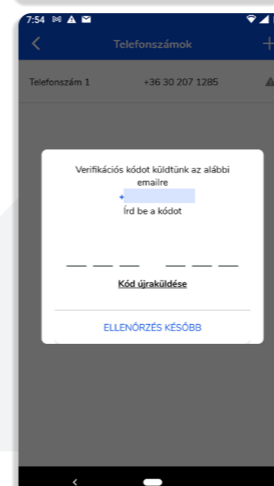 7:54
Telefonszámok
Telefonszám 1 +36 30 207 1285
Verifikációs kódot küldtünk az alábbi
emailre
+
Írd be a kódot
Kód újraküldése
ELLENŐRZÉS KÉSŐBB